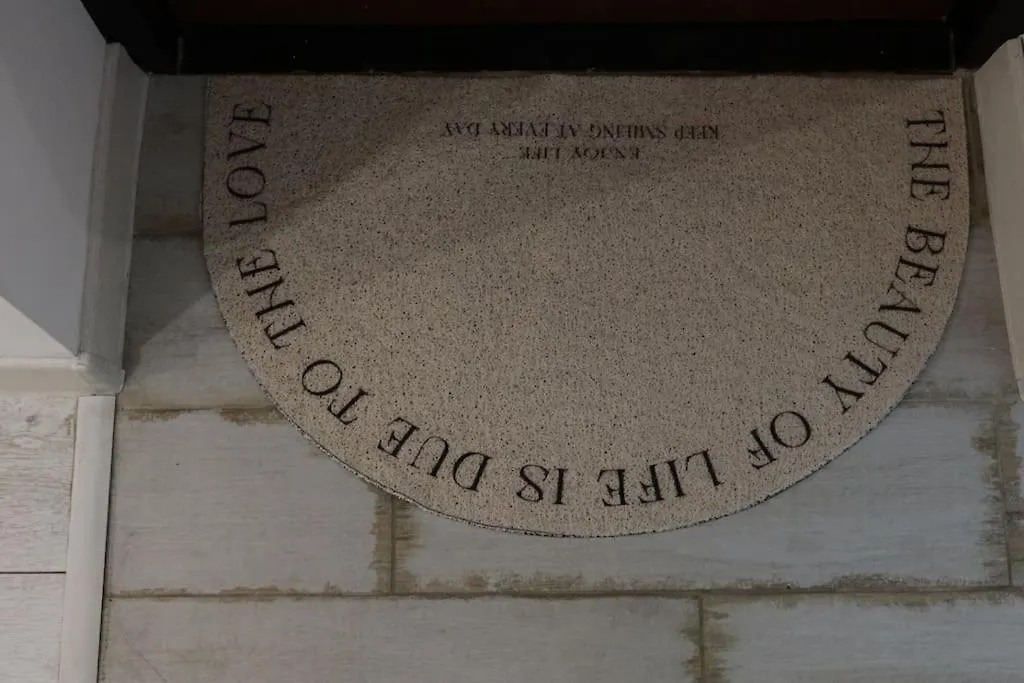 THE BEAUTY OF LIFE IS DUE TO THE LOVE
ENJOY LIFE
KEEP SMILING AT EVERY DAY